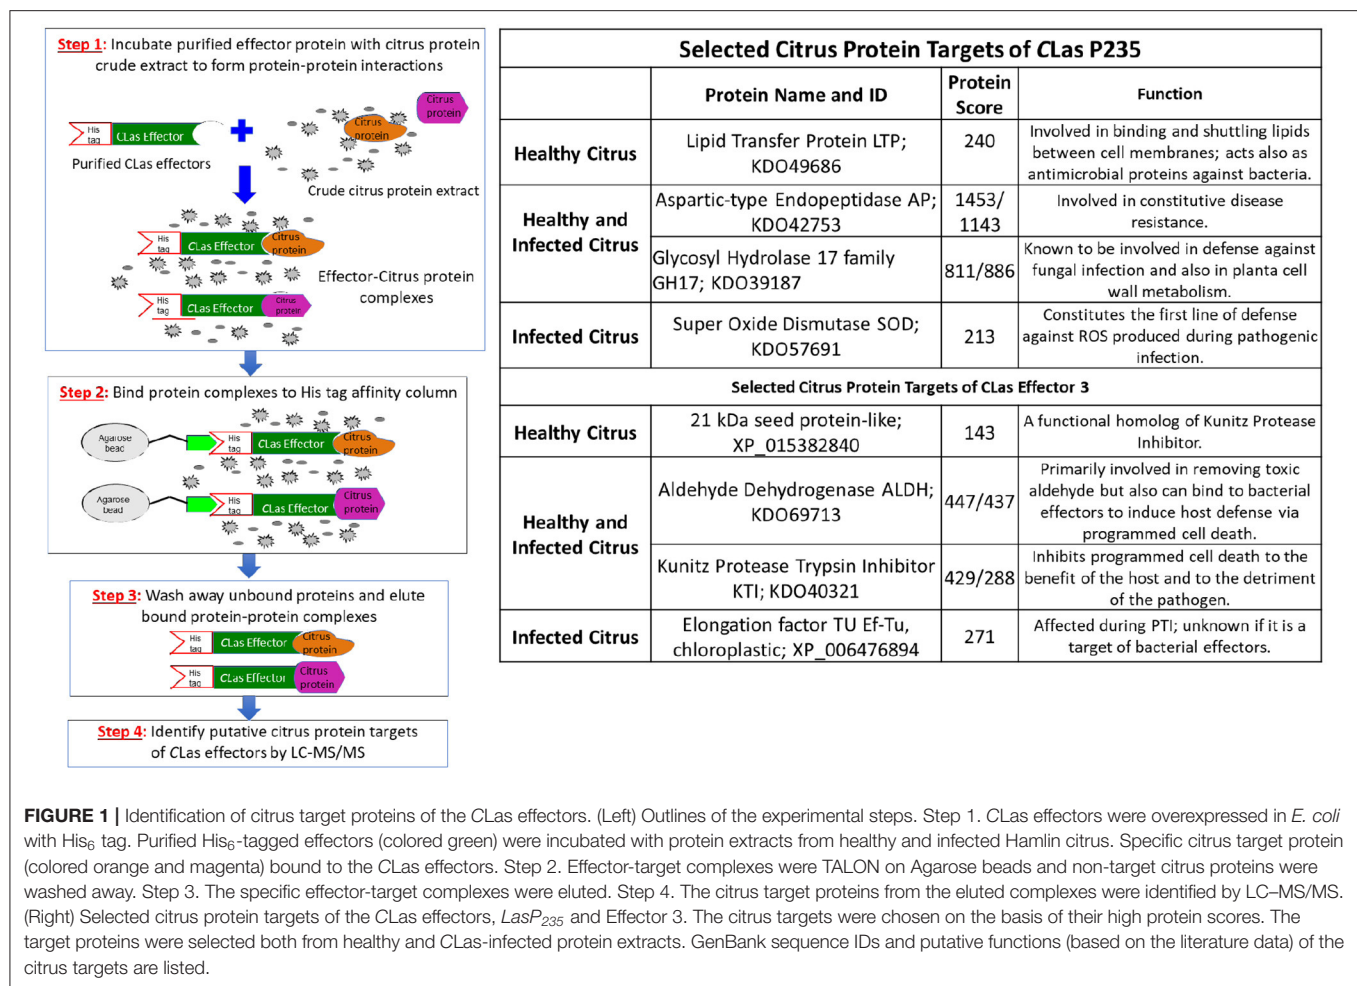 Step 1: Incubate purified effector protein with citrus protein
crude extract to form protein-protein interactions
Citrus
protein
His
tag
CLas Effector
Citrus
protein
Purified CLas effectors
Crude citrus protein extract
His
tag
CLas Effector
Citrus
protein
Effector-Citrus protein
complexes
His
tag
CLas Effector
Citrus
protein
Step 2: Bind protein complexes to His tag affinity column
Agarose
bead
His
tag
CLas Effector
Citrus
protein
Agarose
bead
His
tag
CLas Effector
Citrus
protein
Step 3: Wash away unbound proteins and elute
bound protein-protein complexes
His
tag
CLas Effector
Citrus
protein
His
tag
CLas Effector
Citrus
protein
Step 4: Identify putative citrus protein targets
of CLas effectors by LC-MS/MS
Selected Citrus Protein Targets of CLas P235
Protein Name and ID
Protein
Score
Function
Healthy Citrus
Lipid Transfer Protein LTP;
KDO49686
240
Involved in binding and shuttling lipids
between cell membranes; acts also as
antimicrobial proteins against bacteria.
Healthy and
Infected Citrus
Aspartic-type Endopeptidase AP;
KDO42753
1453/
1143
Involved in constitutive disease
resistance.
Glycosyl Hydrolase 17 family
GH17; KDO39187
811/886
Known to be involved in defense against
fungal infection and also in planta cell
wall metabolism.
Infected Citrus
Super Oxide Dismutase SOD;
KDO57691
213
Constitutes the first line of defense
against ROS produced during pathogenic
infection.
Selected Citrus Protein Targets of CLas Effector 3
Healthy Citrus
21 kDa seed protein-like;
XP_015382840
143
A functional homolog of Kunitz Protease
Inhibitor.
Healthy and
Infected Citrus
Aldehyde Dehydrogenase ALDH;
KDO69713
447/437
Primarily involved in removing toxic
aldehyde but also can bind to bacterial
effectors to induce host defense via
programmed cell death.
Kunitz Protease Trypsin Inhibitor
KTI; KDO40321
429/288
Inhibits programmed cell death to the
benefit of the host and to the detriment
of the pathogen.
Infected Citrus
Elongation factor TU Ef-Tu,
chloroplastic; XP_006476894
271
Affected during PTI; unknown if it is a
target of bacterial effectors.
FIGURE 1 | Identification of citrus target proteins of the CLas effectors. (Left) Outlines of the experimental steps. Step 1. CLas effectors were overexpressed in E. coli
with His6 tag. Purified His6-tagged effectors (colored green) were incubated with protein extracts from healthy and infected Hamlin citrus. Specific citrus target protein
(colored orange and magenta) bound to the CLas effectors. Step 2. Effector-target complexes were TALON on Agarose beads and non-target citrus proteins were
washed away. Step 3. The specific effector-target complexes were eluted. Step 4. The citrus target proteins from the eluted complexes were identified by LC–MS/MS.
(Right) Selected citrus protein targets of the CLas effectors, LasP235 and Effector 3. The citrus targets were chosen on the basis of their high protein scores. The
target proteins were selected both from healthy and CLas-infected protein extracts. GenBank sequence IDs and putative functions (based on the literature data) of the
citrus targets are listed.